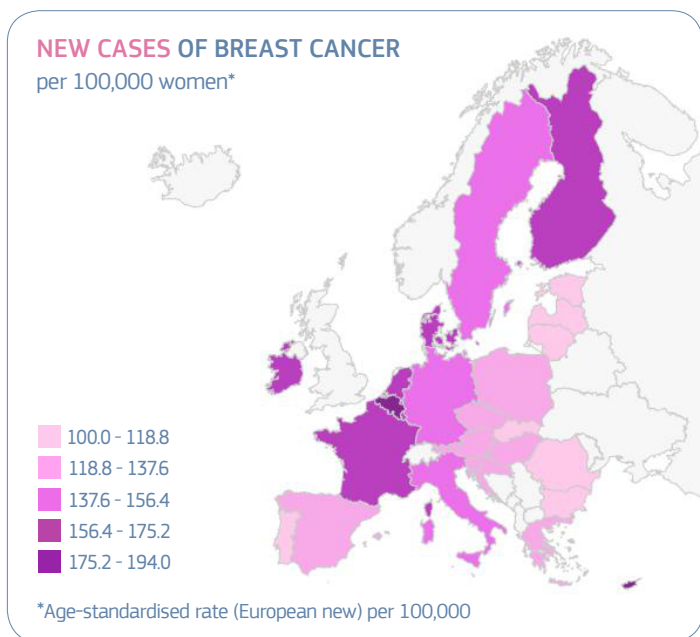 NEW CASES OF BREAST CANCER
per 100,000 women*
100.0 - 118.8
118.8 - 137.6
137.6 - 156.4
156.4 - 175.2
175.2 - 194.0
*Age-standardised rate (European new) per 100,000